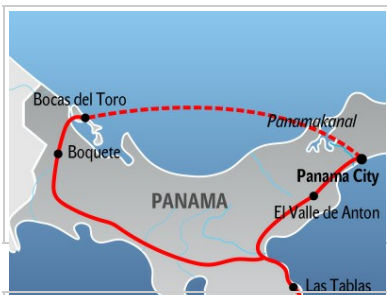 Bocas del Toro
Panamakanal
Boquete
Panama City
PANAMA
El Valle de Anton
Las Tablas